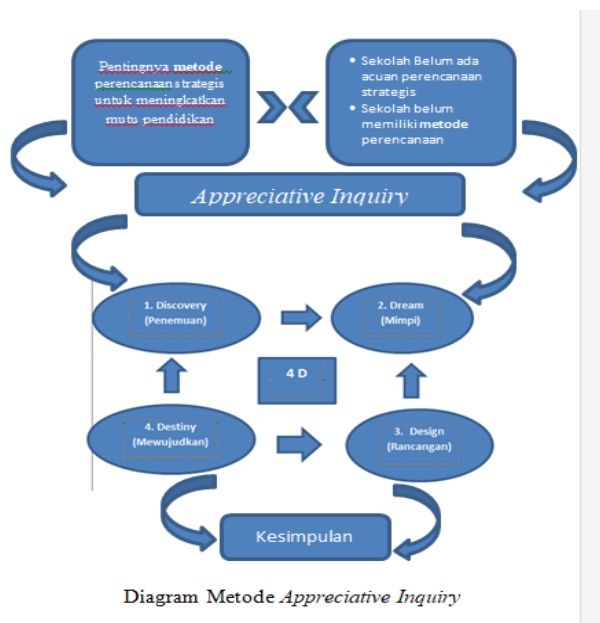 Pentingnya metode
perencanaan strategis
untuk meningkatkan
mutu pendidikan
• Sekolah Belum ada
acuan perencanaan
strategis
• Sekolah belum
memiliki metode
perencanaan
Appreciative Inquiry
1. Discovery
(Penemuan)
2. Dream
(Mimpi)
4 D
4. Destiny
(Mewujudkan)
3. Design
(Rancangan)
Kesimpulan
Diagram Metode Appreciative Inquiry